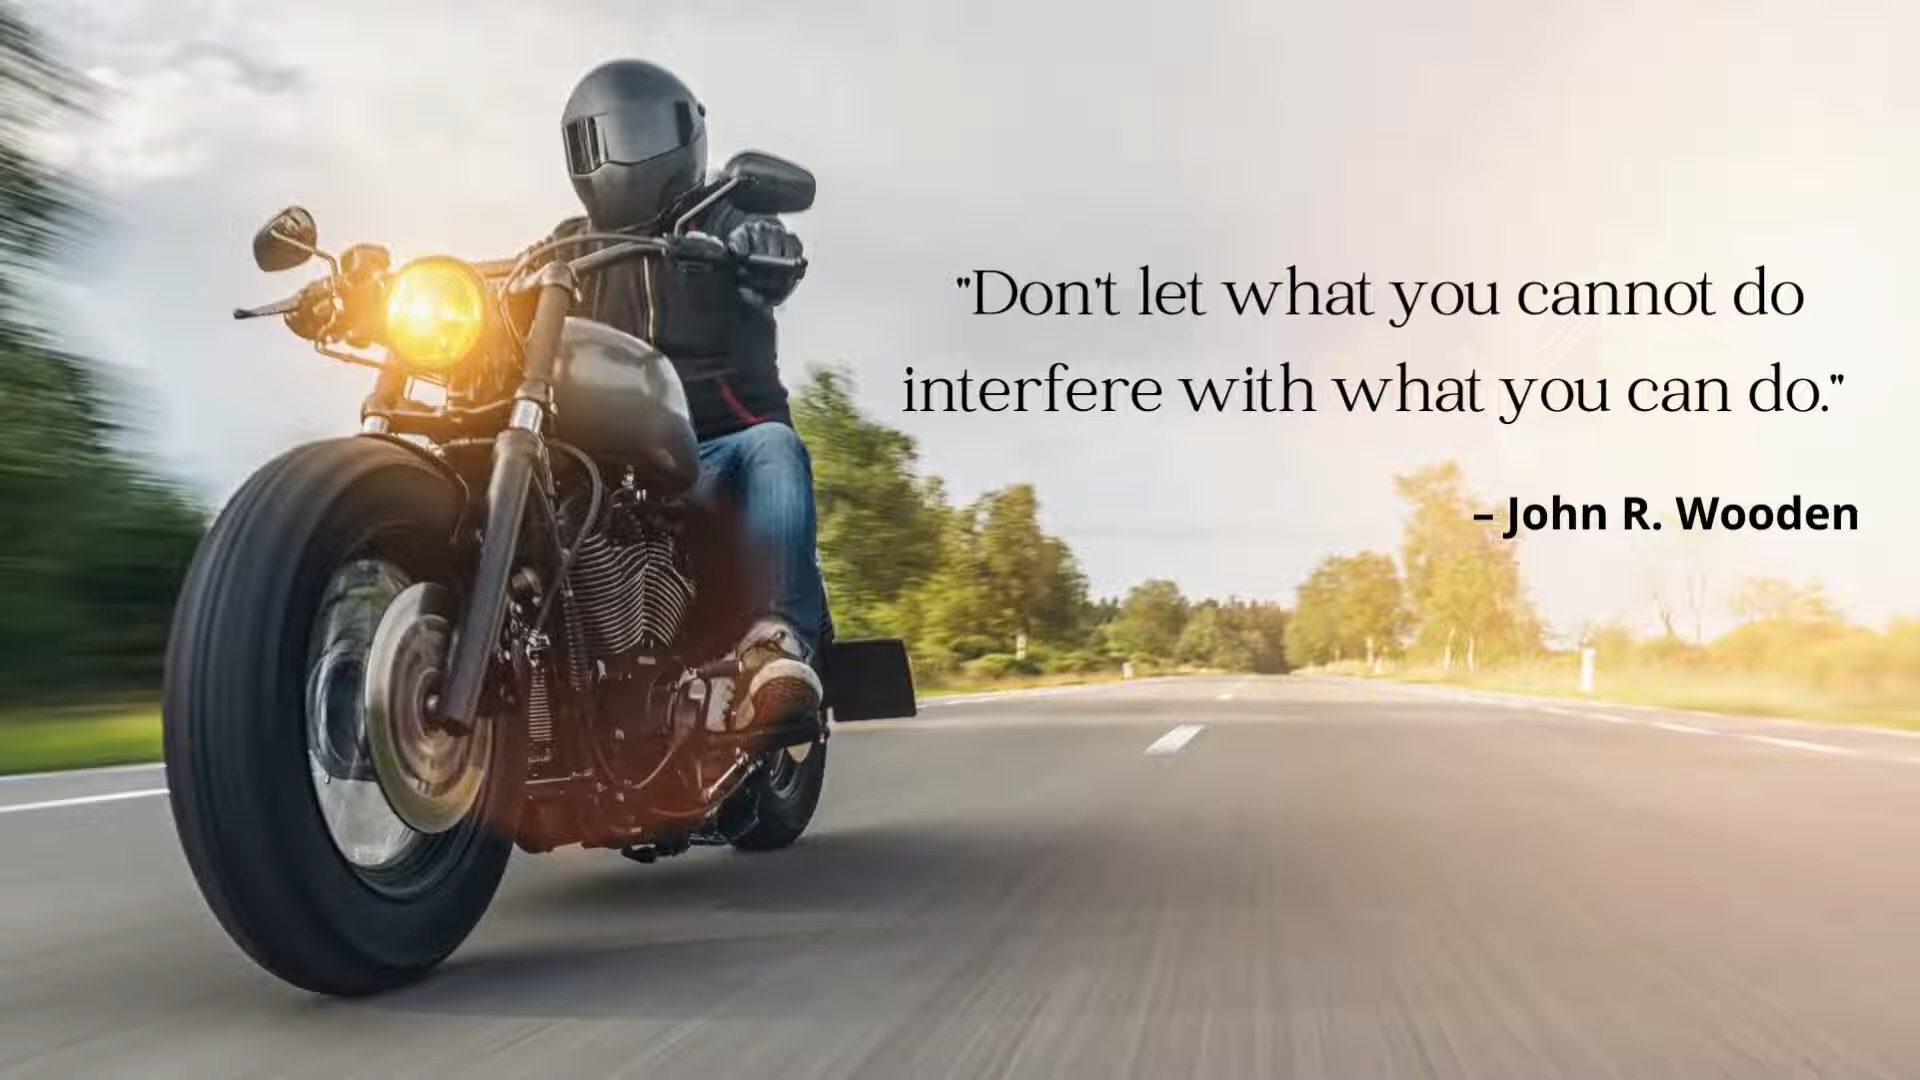 "Don't let what you cannot do
interfere with what you can do."
– John R. Wooden